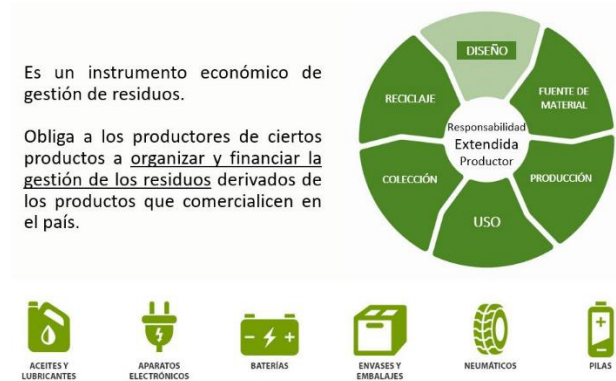 Es un instrumento económico de
gestión de residuos.
Obliga a los productores de ciertos
productos a organizar y financiar la
gestión de los residuos derivados de
los productos que comercialicen en
el país.
DISEÑO
FUENTE DE
MATERIAL
PRODUCCIÓN
USO
COLECCIÓN
RECICLAJE
Responsabilidad
Extendida
Productor
ACEITES Y
LUBRICANTES
APARATOS
ELECTRÓNICOS
BATERÍAS
ENVASES Y
EMBALAJES
NEUMÁTICOS
PILAS